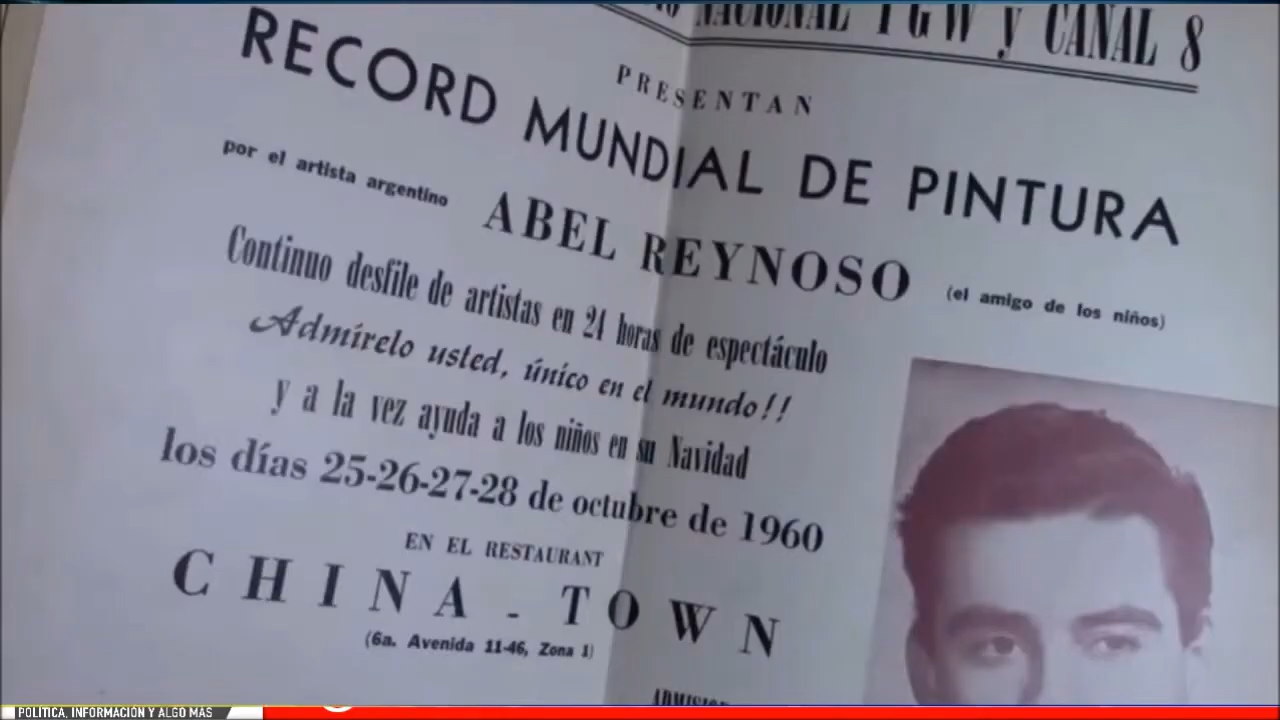 NACIONAL T G W y CANAL 8
PRESENTAN
RECORD MUNDIAL DE PINTURA
por el artista argentino ABEL REYNOSO (el amigo de los niños)
Continuo desfile de artistas en 24 horas de espectáculo
Admírelo usted, único en el mundo!!
y a la vez ayuda a los niños en su Navidad
los días 25-26-27-28 de octubre de 1960
EN EL RESTAURANT
CHINA - TOWN
(6a. Avenida 11-46, Zona 1)
POLITICA, INFORMACION Y ALGO MAS